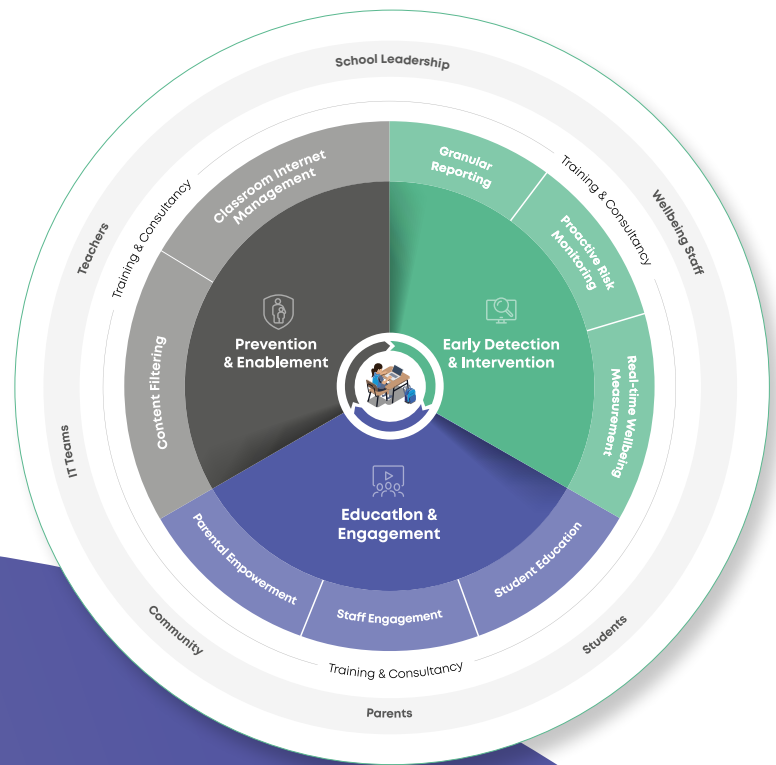 School Leadership
Wellbeing Staff
Students
Parents
Community
IT Teams
Teachers
Training & Consultancy
Training & Consultancy
Training & Consultancy
Classroom Internet
Management
Content Filtering
Prevention
& Enablement
Granular
Reporting
Proactive Risk
Monitoring
Real-time Wellbeing
Measurement
Early Detection
& Intervention
Education &
Engagement
Parental Empowerment
Staff Engagement
Student Education